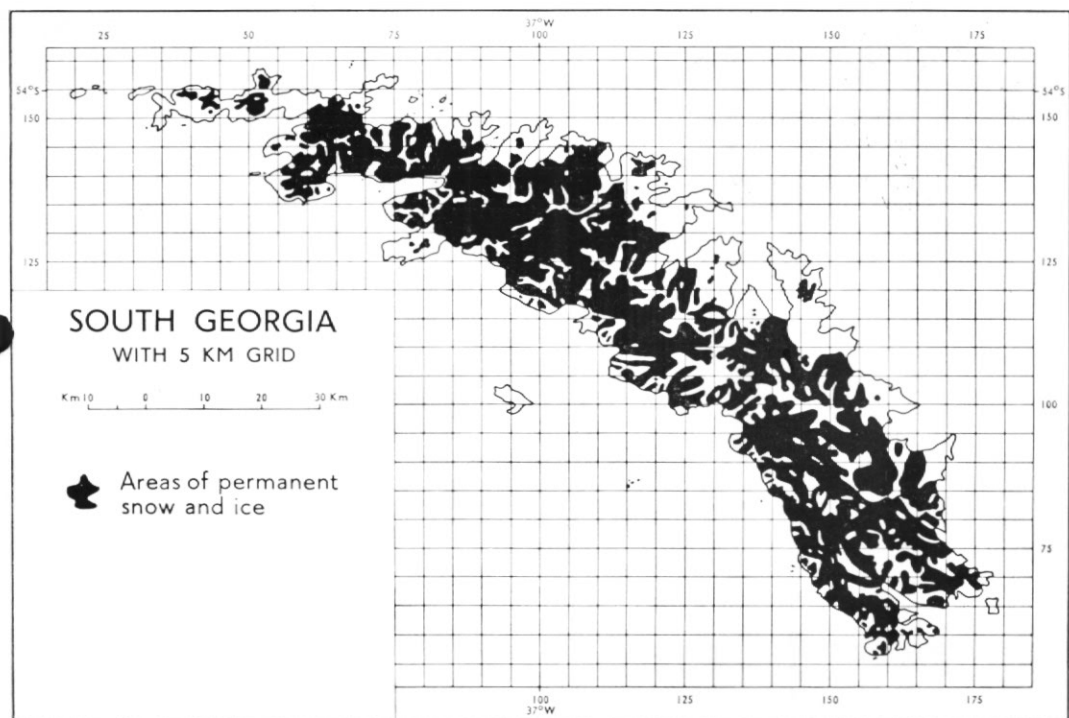 37°W
25 50 75 100 125 150 175
54°S 54°S
150 150
125 125
SOUTH GEORGIA
WITH 5 KM GRID
Km 10 0 10 20 30 Km
100
Areas of permanent
snow and ice
75
100 125 150 175
37°W